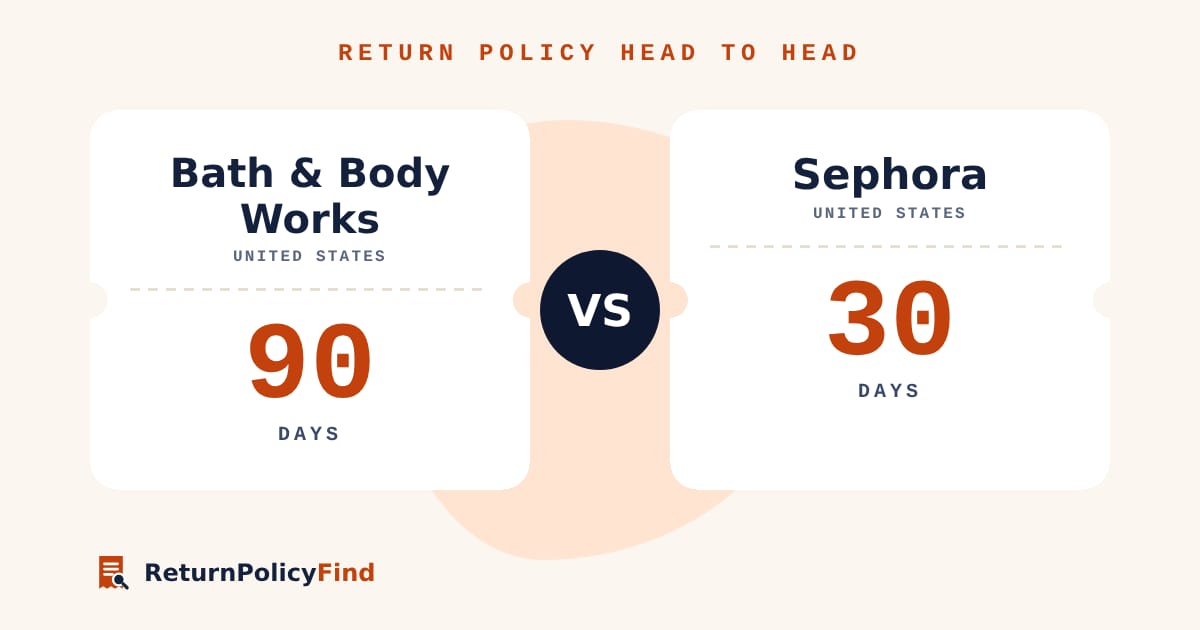 RETURN POLICY HEAD TO HEAD
Bath & Body
Works
UNITED STATES
90
DAYS
VS
Sephora
UNITED STATES
30
DAYS
ReturnPolicyFind